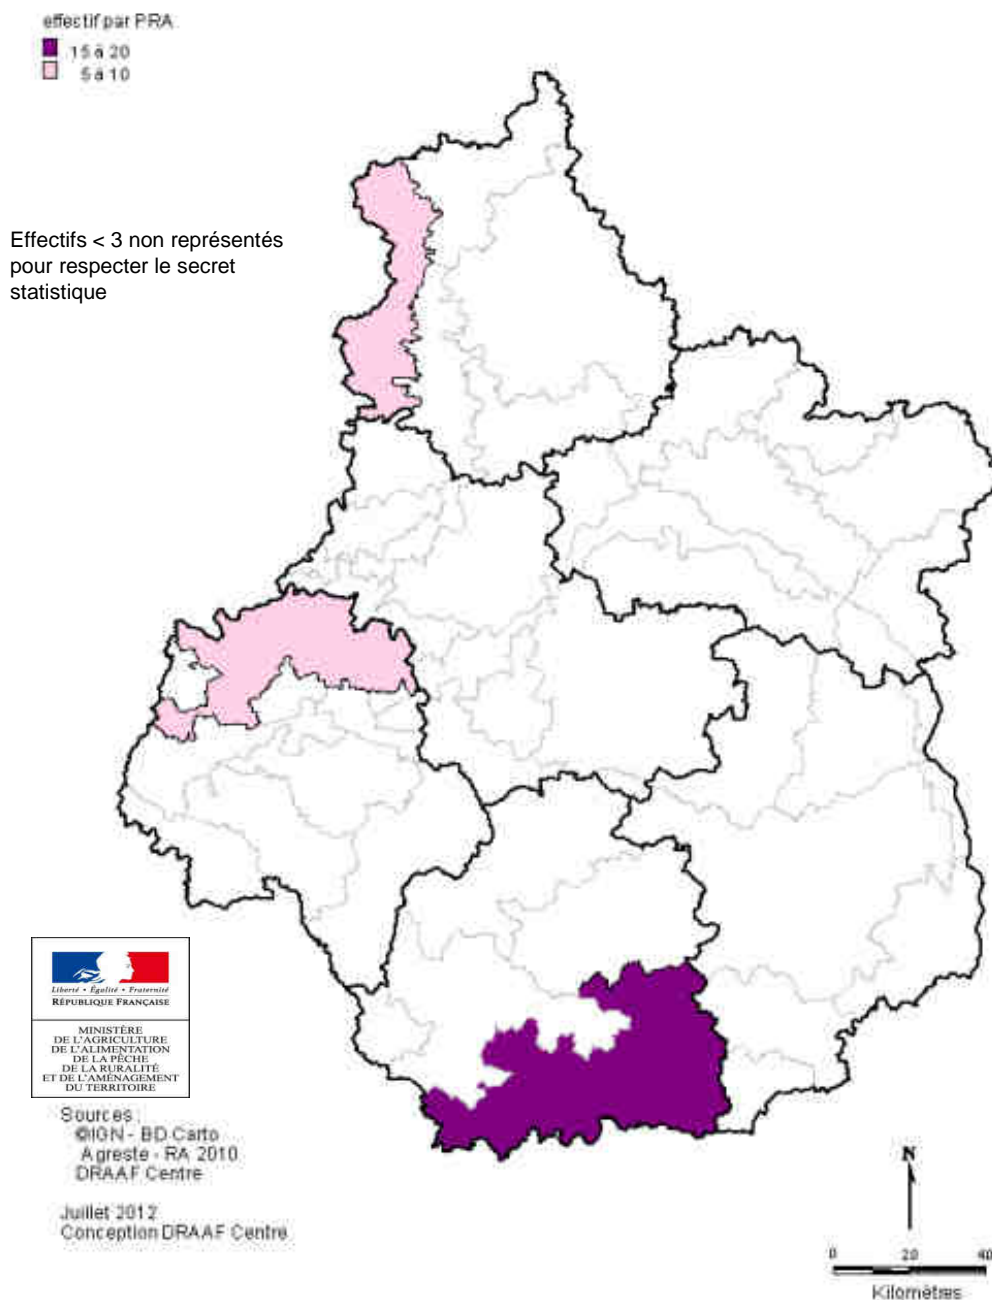 effectif par PRA
15 à 20
5 à 10
Effectifs < 3 non représentés
pour respecter le secret
statistique
Liberté • Égalité • Fraternité
RÉPUBLIQUE FRANÇAISE
MINISTÈRE
DE L'AGRICULTURE
DE L'ALIMENTATION
DE LA PÊCHE
DE LA RURALITÉ
ET DE L'AMÉNAGEMENT
DU TERRITOIRE
Sources :
©IGN - BD Carto
Agreste - RA 2010
DRAAF Centre
Juillet 2012
Conception DRAAF Centre
N
0 20 40
Kilomètres